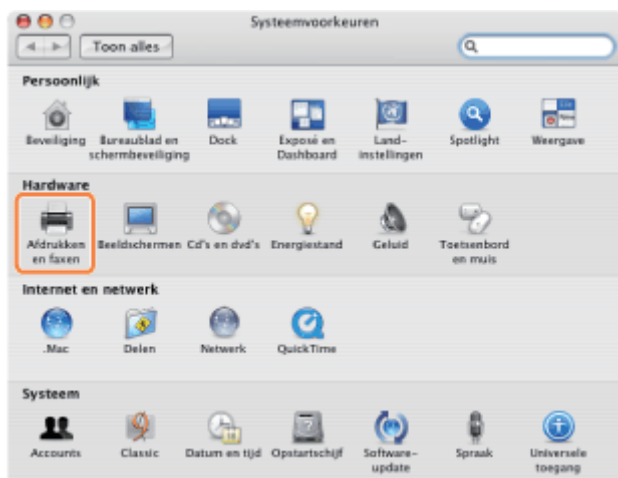 Systeemvoorkeuren
Toon alles
Persoonlijk
Beveiliging
Bureaublad en
schermbeveiliging
Dock
Exposé en
Dashboard
Land-
instellingen
Spotlight
Weergave
Hardware
Afdrukken
en faxen
Beeldschermen
Cd's en dvd's
Energiestand
Geluid
Toetsenbord
en muis
Internet en netwerk
.Mac
Delen
Netwerk
QuickTime
Systeem
Accounts
Classic
Datum en tijd
Opstartschijf
Software-
update
Spraak
Universele
toegang